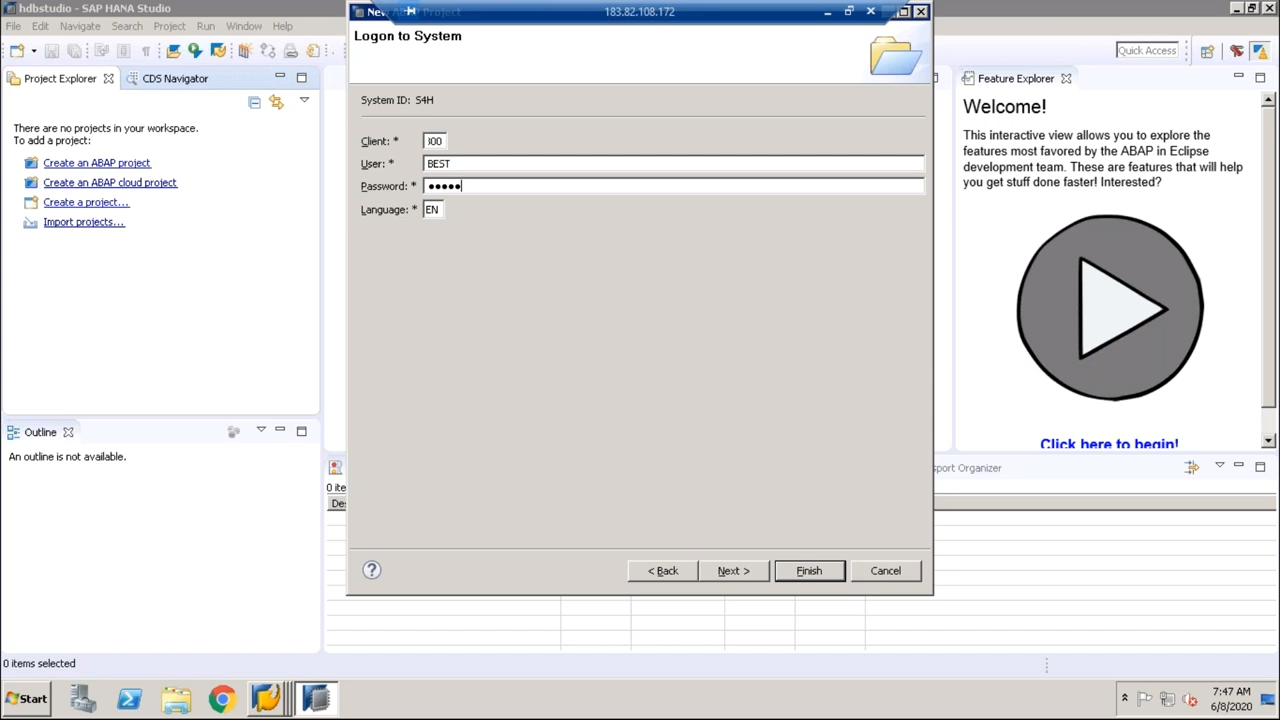 hdbstudio - SAP HANA Studio
New ABAP Project
183.82.108.172
File Edit Navigate Search Project Run Window Help
Quick Access
Project Explorer
CDS Navigator
There are no projects in your workspace.
To add a project:
Create an ABAP project
Create an ABAP cloud project
Create a project...
Import projects...
Outline
An outline is not available.
Logon to System
System ID: S4H
Client: *
User: * BEST
Password: * •••••
Language: * EN
< Back
Next >
Finish
Cancel
Feature Explorer
Welcome!
This interactive view allows you to explore the
features most favored by the ABAP in Eclipse
development team. These are features that will help
you get stuff done faster! Interested?
Click here to begin!
0 items selected
Start
7:47 AM
6/8/2020